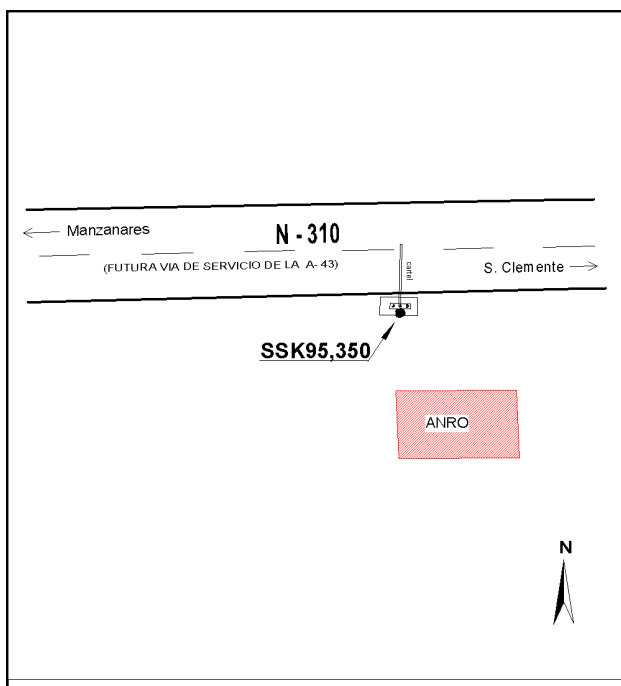 Manzanares
N - 310
(FUTURA VIA DE SERVICIO DE LA A- 43)
S. Clemente
cartel
SSK95,350
ANRO
N